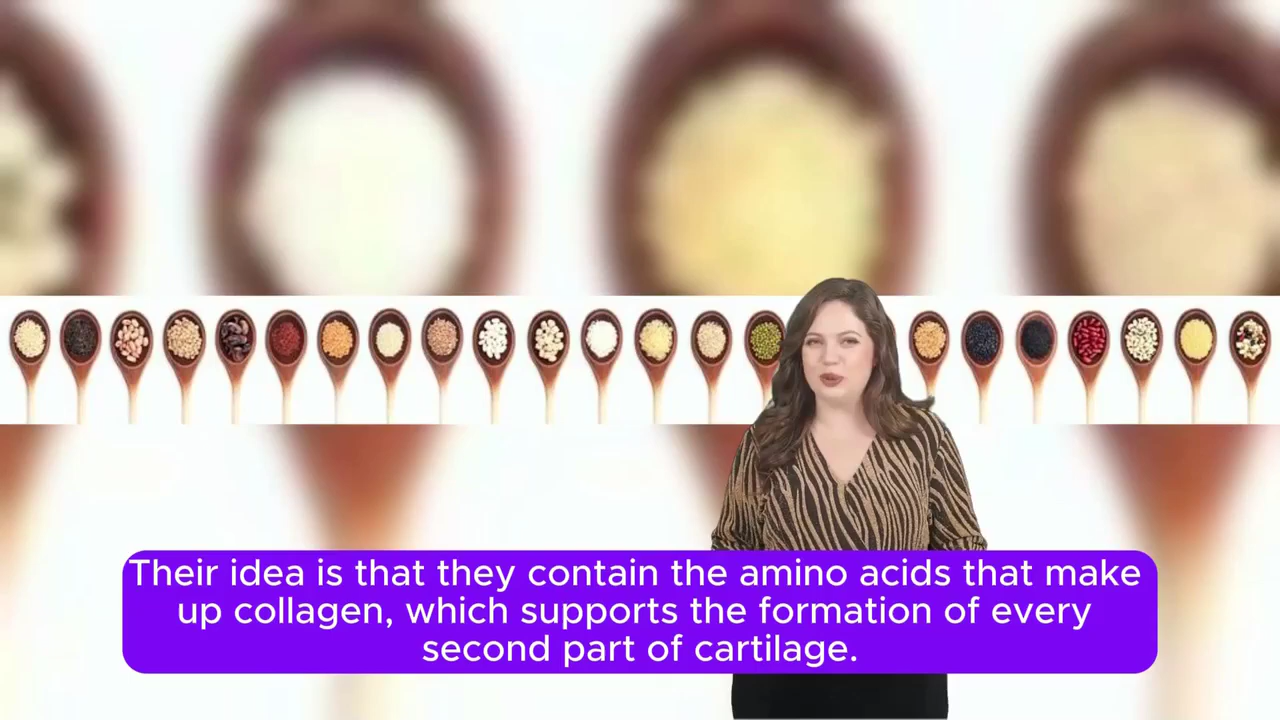 Their idea is that they contain the amino acids that make
up collagen, which supports the formation of every
second part of cartilage.